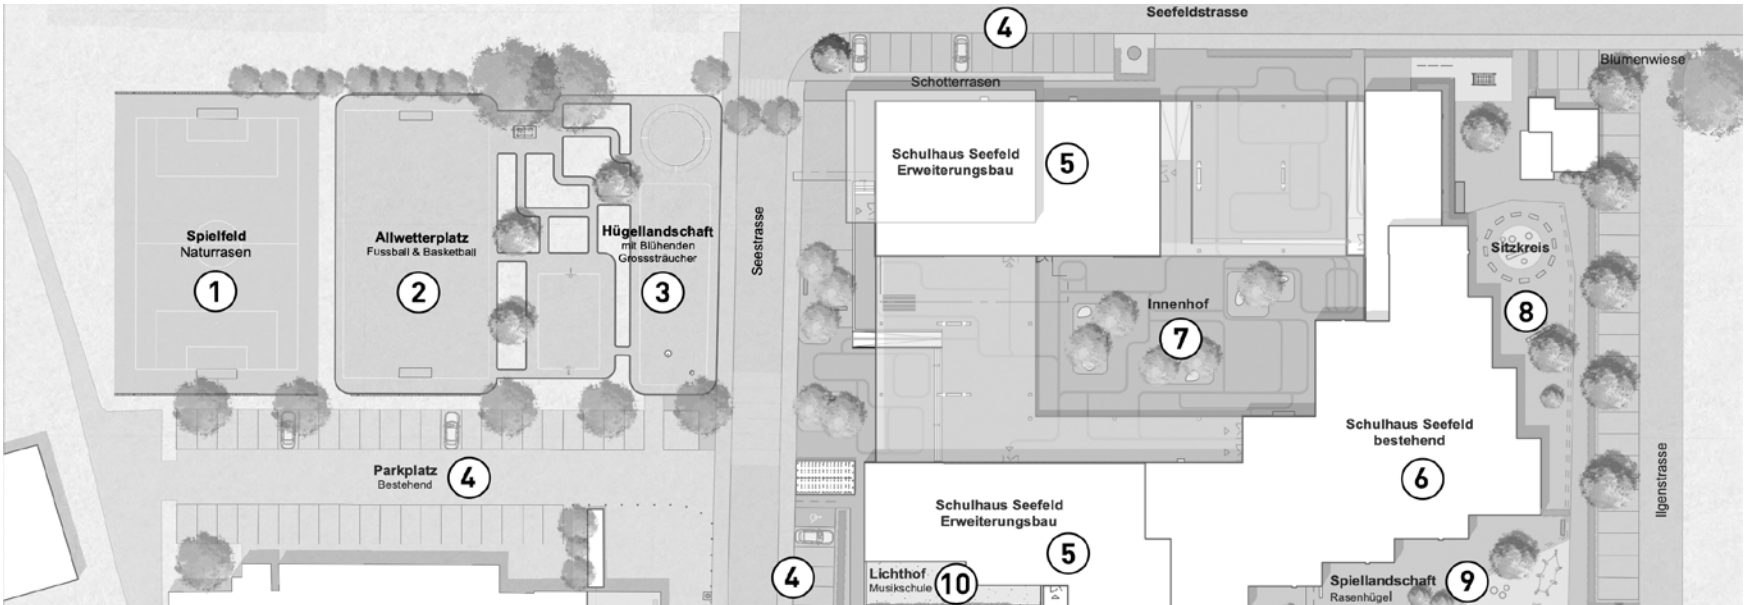 4
Seefeldstrasse
Schotterrasen
Blumenwiese
Schulhaus Seefeld
Erweiterungsbau
5
Spielfeld
Naturrasen
1
Allwetterplatz
Fussball & Basketball
2
Hügellandschaft
mit Blühenden
Grosssträucher
3
Seestrasse
Innenhof
7
Sitzkreis
8
Schulhaus Seefeld
bestehend
6
Ilgenstrasse
Parkplatz
Bestehend
4
Schulhaus Seefeld
Erweiterungsbau
5
4
Lichthof
Musikschule
10
Spiellandschaft
Rasenhügel
9